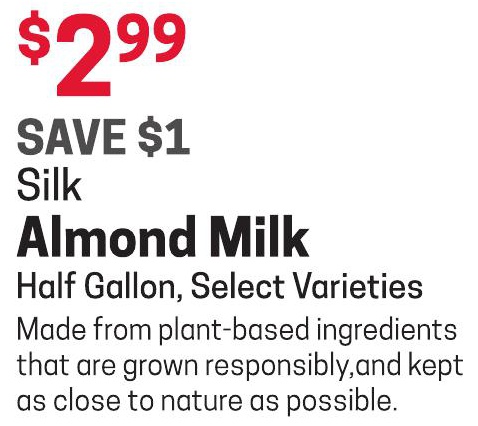 $2.99
SAVE $1
Silk
Almond Milk
Half Gallon, Select Varieties
Made from plant-based ingredients
that are grown responsibly,and kept
as close to nature as possible.